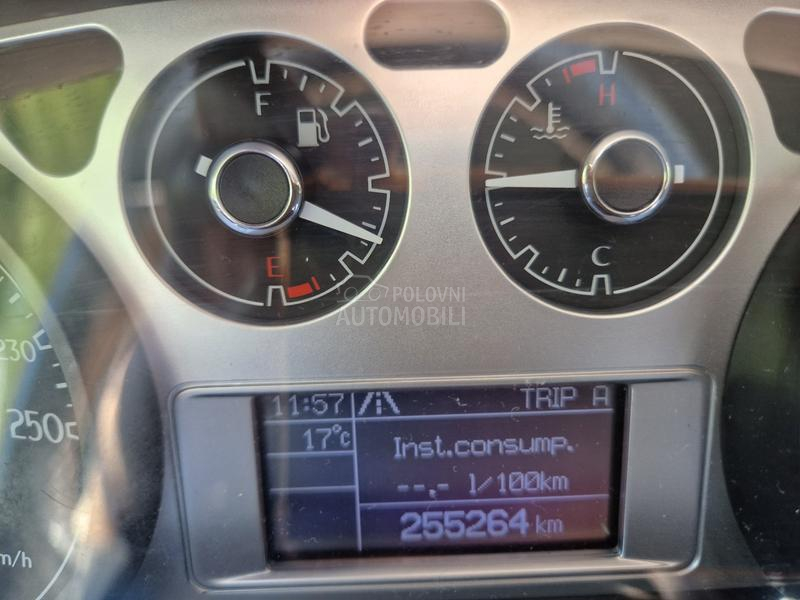 F
H
E
C
POLOVNI
AUTOMOBILI
230
250
m/h
11:57 TRIP A
17°c
Inst.consump.
--.- l/100km
255264 km